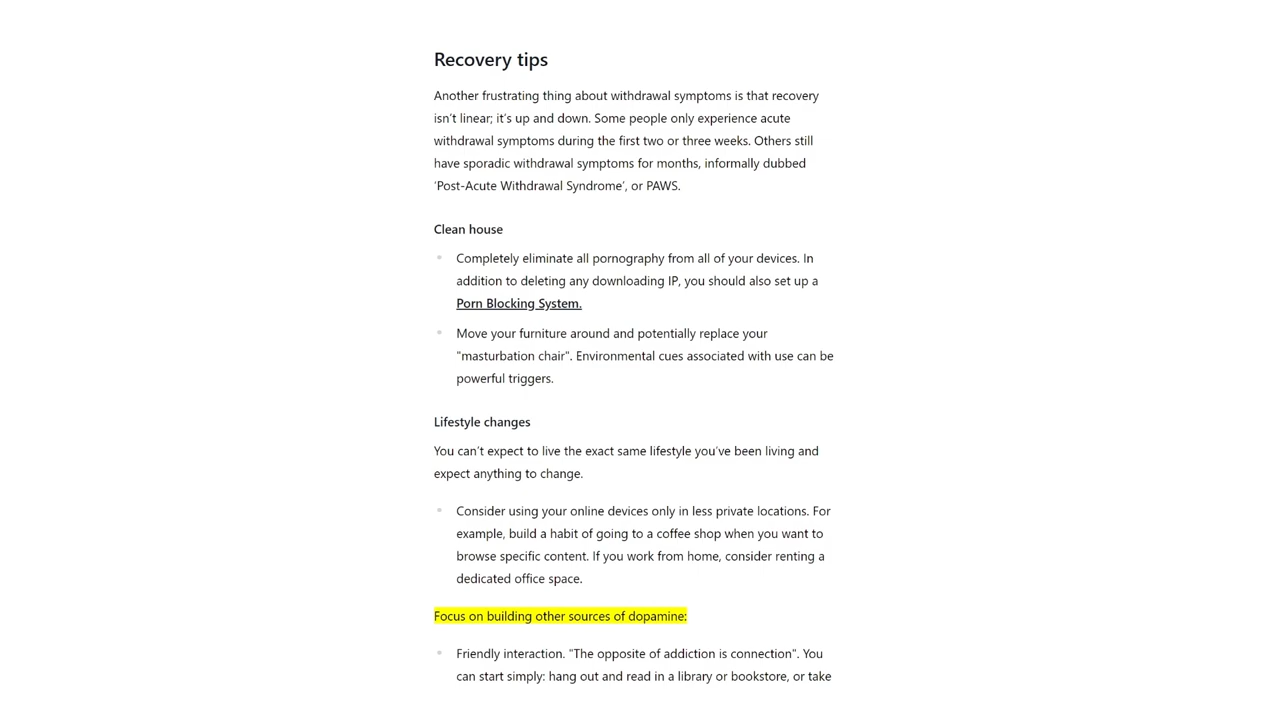 Recovery tips
Another frustrating thing about withdrawal symptoms is that recovery
isn't linear; it's up and down. Some people only experience acute
withdrawal symptoms during the first two or three weeks. Others still
have sporadic withdrawal symptoms for months, informally dubbed
'Post-Acute Withdrawal Syndrome', or PAWS.
Clean house
Completely eliminate all pornography from all of your devices. In
addition to deleting any downloading IP, you should also set up a
Porn Blocking System.
Move your furniture around and potentially replace your
"masturbation chair". Environmental cues associated with use can be
powerful triggers.
Lifestyle changes
You can't expect to live the exact same lifestyle you've been living and
expect anything to change.
Consider using your online devices only in less private locations. For
example, build a habit of going to a coffee shop when you want to
browse specific content. If you work from home, consider renting a
dedicated office space.
Focus on building other sources of dopamine:
Friendly interaction. "The opposite of addiction is connection". You
can start simply: hang out and read in a library or bookstore, or take